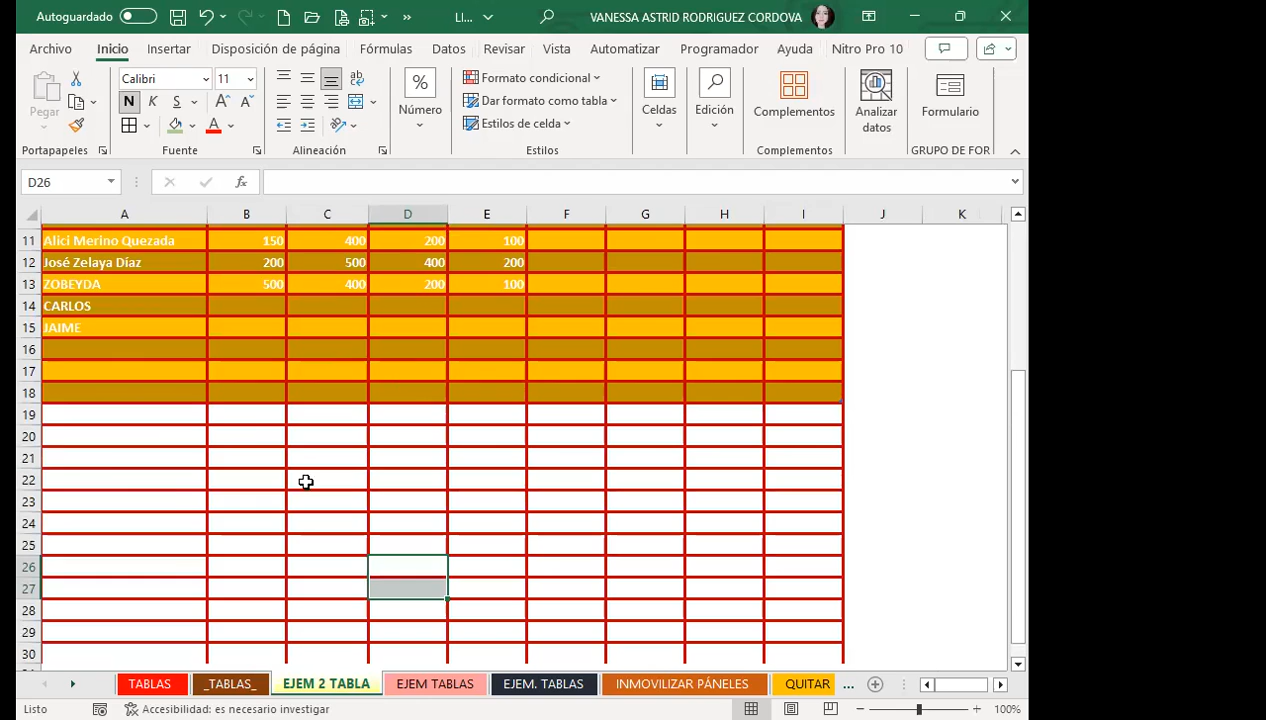 Autoguardado LI... VANESSA ASTRID RODRIGUEZ CORDOVA
Archivo Inicio Insertar Disposición de página Fórmulas Datos Revisar Vista Automatizar Programador Ayuda Nitro Pro 10
Pegar Calibri 11 N K S A A A ab % Número Formato condicional Dar formato como tabla Estilos de celda Celdas Edición Complementos Analizar datos Formulario
Portapapeles Fuente Alineación Estilos Complementos GRUPO DE FOR
D26 fx
A B C D E F G H I J K
11 Alici Merino Quezada 150 400 200 100
12 José Zelaya Díaz 200 500 400 200
13 ZOBEYDA 500 400 200 100
14 CARLOS
15 JAIME
16
17
18
19
20
21
22
23
24
25
26
27
28
29
30
TABLAS _TABLAS_ EJEM 2 TABLA EJEM TABLAS EJEM. TABLAS INMOVILIZAR PÁNELES QUITAR ...
Listo Accesibilidad: es necesario investigar 100%